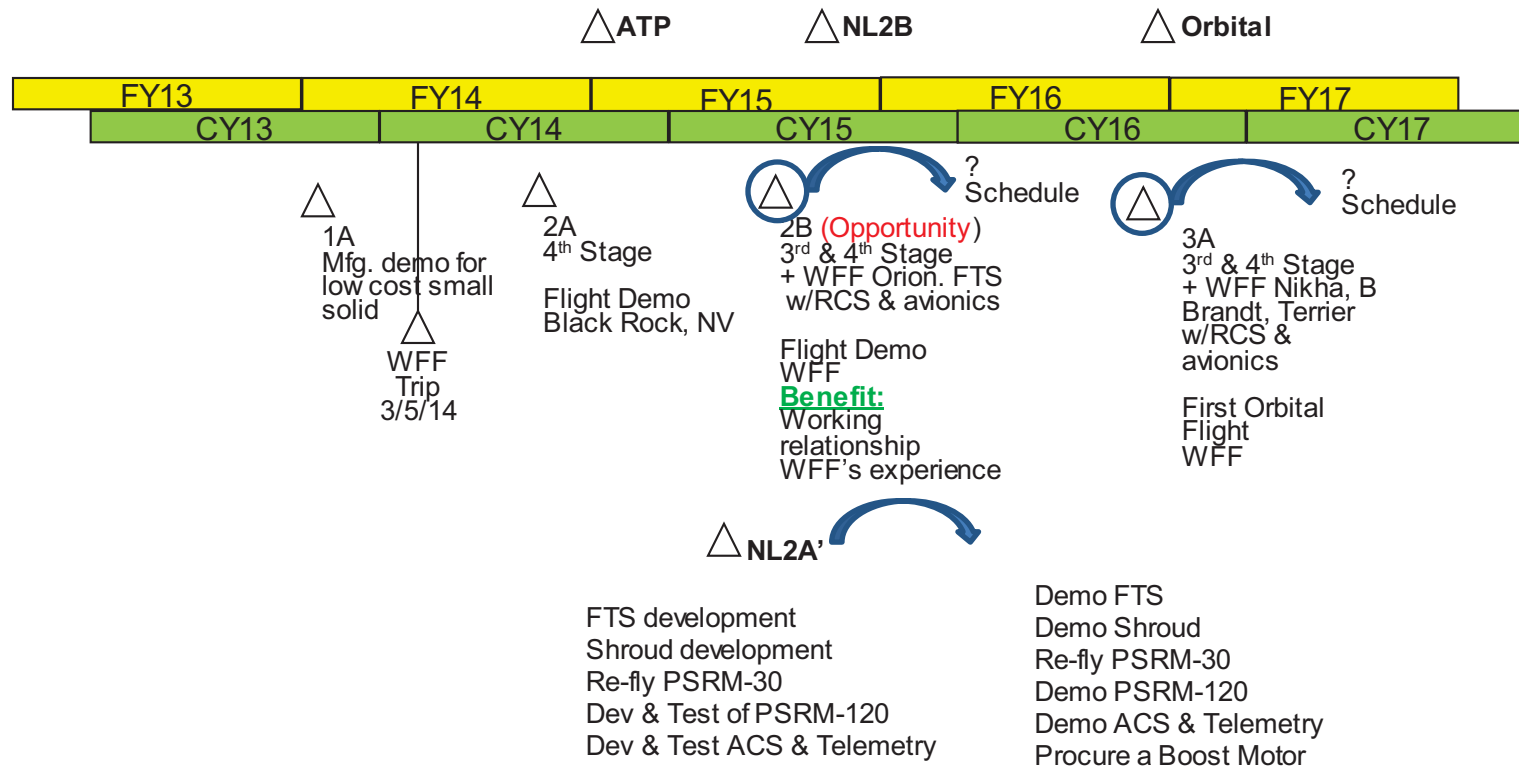 ATP
NL2B
Orbital
FY13
FY14
FY15
FY16
FY17
CY13
CY14
CY15
CY16
CY17
1A
Mfg. demo for
low cost small
solid
WFF
Trip
3/5/14
2A
4th Stage
Flight Demo
Black Rock, NV
2B (Opportunity)
3rd & 4th Stage
+ WFF Orion. FTS
w/RCS & avionics
Flight Demo
WFF
Benefit:
Working
relationship
WFF's experience
?
Schedule
3A
3rd & 4th Stage
+ WFF Nikha, B
Brandt, Terrier
w/RCS &
avionics
First Orbital
Flight
WFF
?
Schedule
NL2A'
FTS development
Shroud development
Re-fly PSRM-30
Dev & Test of PSRM-120
Dev & Test ACS & Telemetry
Demo FTS
Demo Shroud
Re-fly PSRM-30
Demo PSRM-120
Demo ACS & Telemetry
Procure a Boost Motor